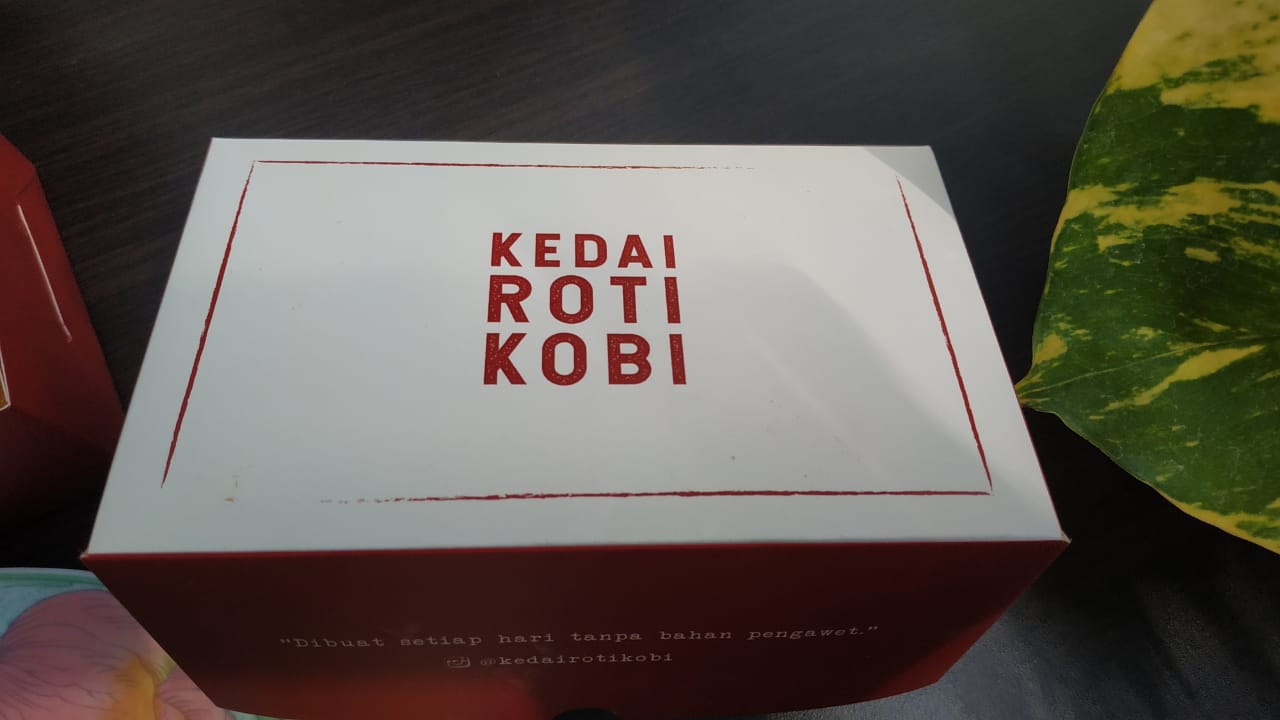 KEDAI
ROTI
KOBI
"Dibuat setiap hari tanpa bahan pengawet."
@kedairotikobi